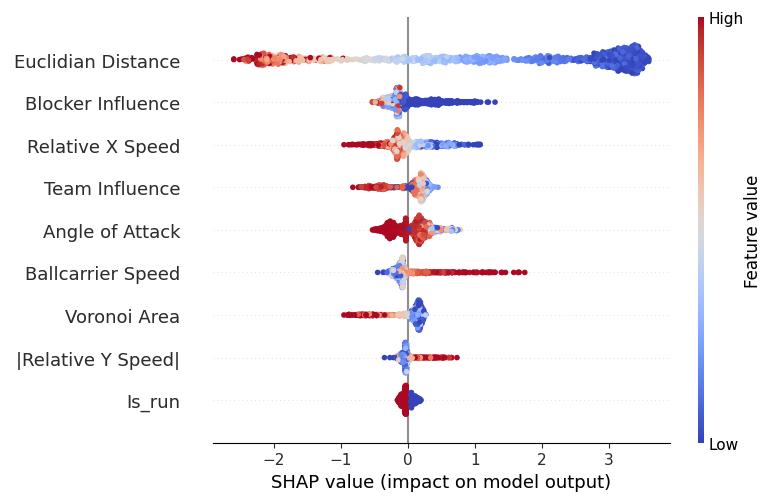 High
Euclidian Distance
Blocker Influence
Relative X Speed
Team Influence
Angle of Attack
Ballcarrier Speed
Voronoi Area
|Relative Y Speed|
Is_run
Feature value
Low
−2 −1 0 1 2 3
SHAP value (impact on model output)